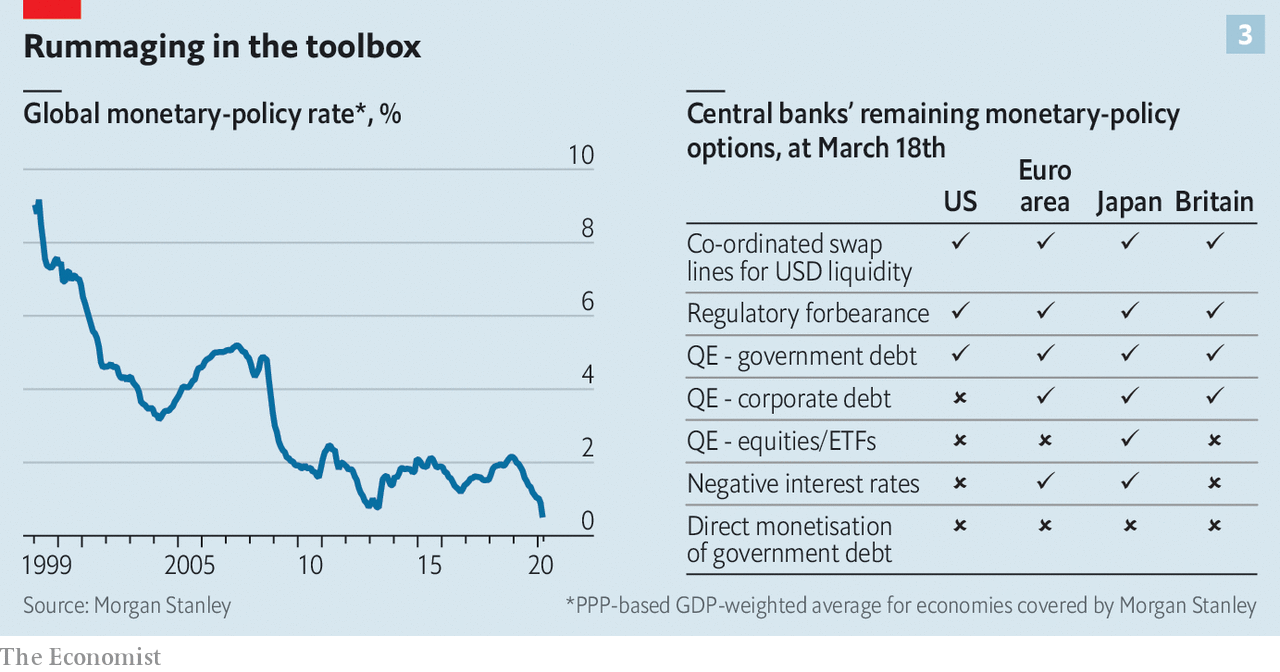 Rummaging in the toolbox
3
Global monetary-policy rate*, %
10
8
6
4
2
0
1999 2005 10 15 20
Central banks’ remaining monetary-policy
options, at March 18th
US Euro area Japan Britain
Co-ordinated swap
lines for USD liquidity ✓ ✓ ✓ ✓
Regulatory forbearance ✓ ✓ ✓ ✓
QE - government debt ✓ ✓ ✓ ✓
QE - corporate debt ✗ ✓ ✓ ✓
QE - equities/ETFs ✗ ✗ ✓ ✗
Negative interest rates ✗ ✓ ✓ ✗
Direct monetisation
of government debt ✗ ✗ ✗ ✗
Source: Morgan Stanley
*PPP-based GDP-weighted average for economies covered by Morgan Stanley
The Economist